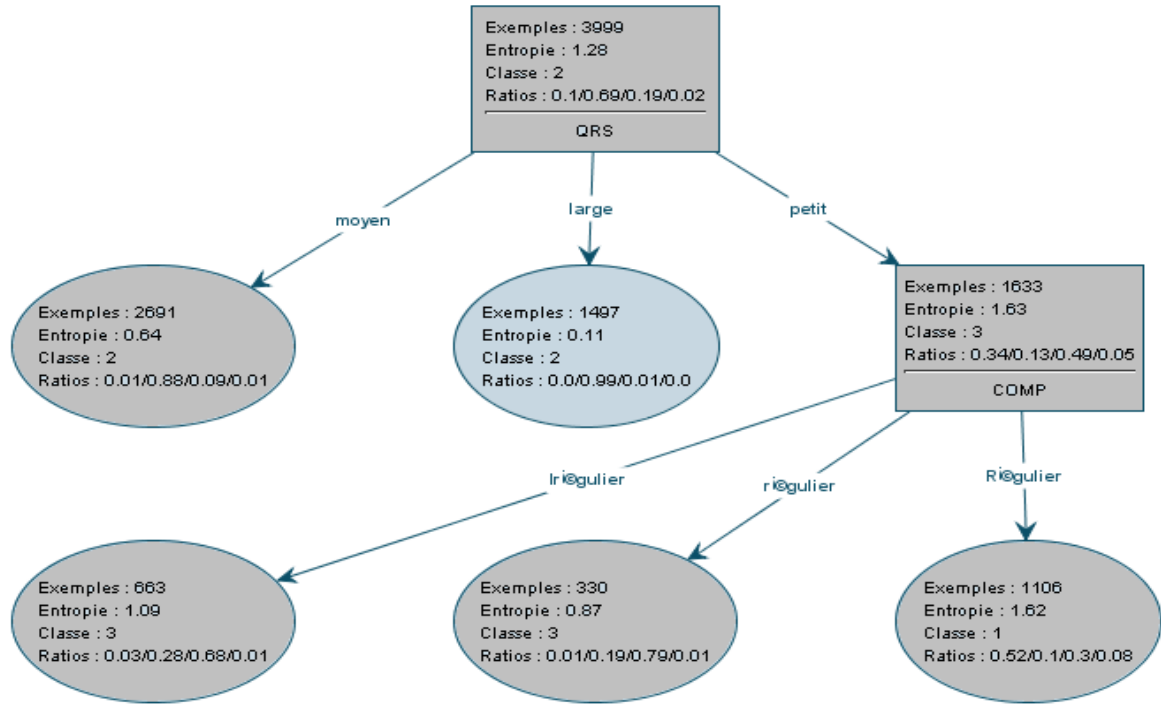 Exemples : 3999
Entropie : 1.28
Classe : 2
Ratios : 0.1/0.69/0.19/0.02
QRS
moyen
large
petit
Exemples : 2691
Entropie : 0.64
Classe : 2
Ratios : 0.01/0.88/0.09/0.01
Exemples : 1497
Entropie : 0.11
Classe : 2
Ratios : 0.0/0.99/0.01/0.0
Exemples : 1633
Entropie : 1.63
Classe : 3
Ratios : 0.34/0.13/0.49/0.05
COMP
Iri©gulier
ri©gulier
Ri©gulier
Exemples : 663
Entropie : 1.09
Classe : 3
Ratios : 0.03/0.28/0.68/0.01
Exemples : 330
Entropie : 0.87
Classe : 3
Ratios : 0.01/0.19/0.79/0.01
Exemples : 1106
Entropie : 1.62
Classe : 1
Ratios : 0.52/0.1/0.3/0.08